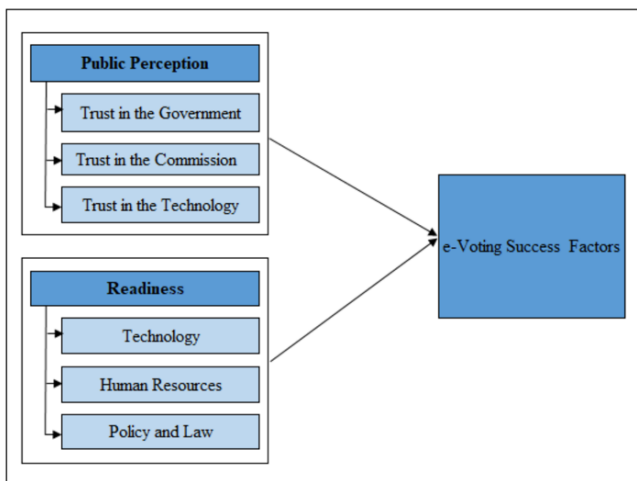 Public Perception
Trust in the Government
Trust in the Commission
Trust in the Technology
e-Voting Success Factors
Readiness
Technology
Human Resources
Policy and Law